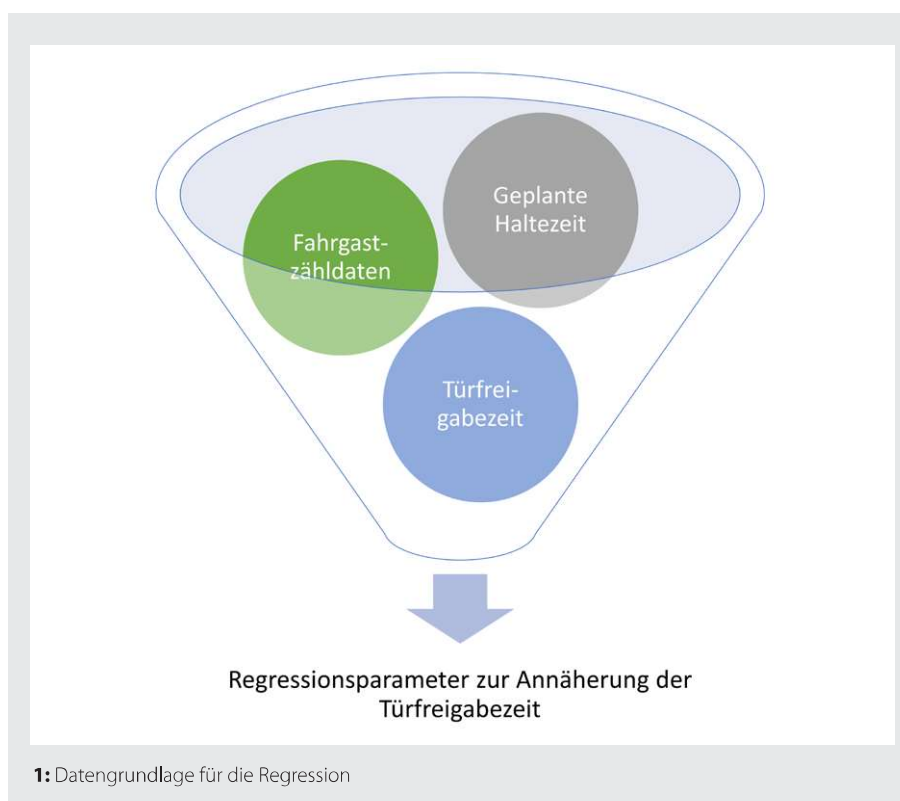 Geplante
Haltezeit
Fahrgast-
zähldaten
Türfrei-
gabezeit
Regressionsparameter zur Annäherung der
Türfreigabezeit
1: Datengrundlage für die Regression